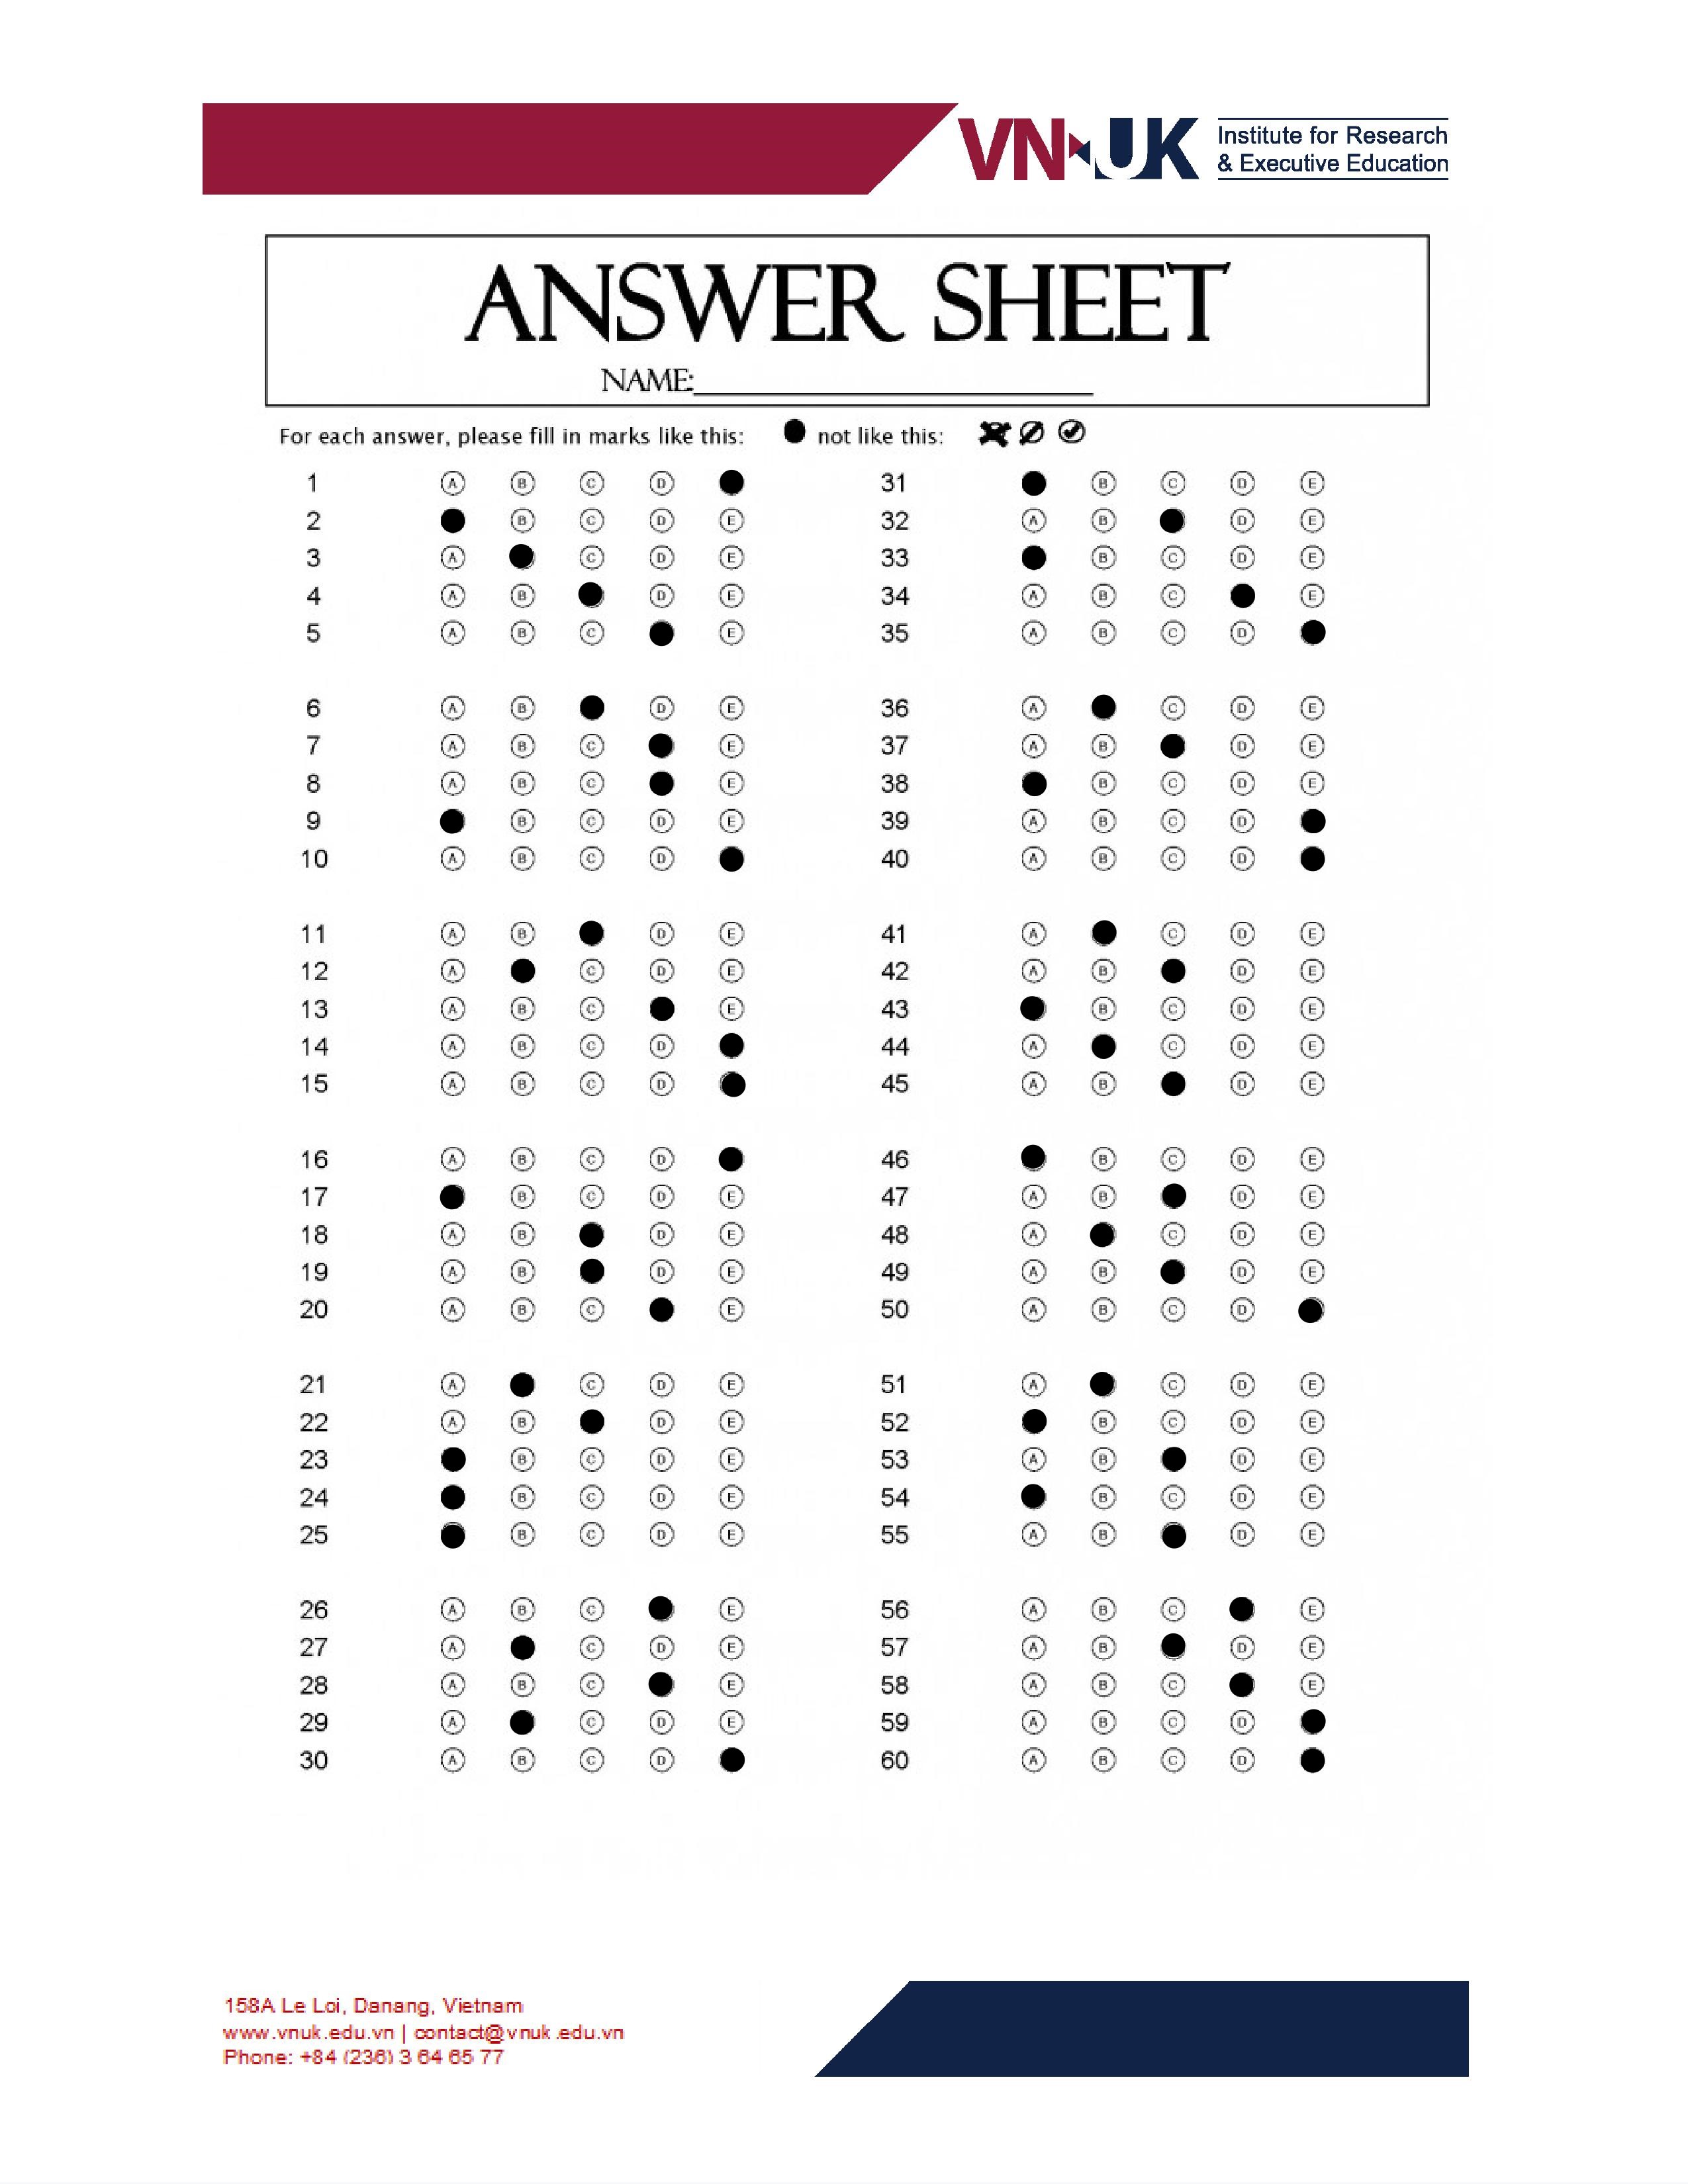 VN UK Institute for Research
& Executive Education
ANSWER SHEET
NAME:
For each answer, please fill in marks like this: not like this:
1 A B C D 31 B C D E
2 B C D E 32 A B D E
3 A C D E 33 B C D E
4 A B D E 34 A B C E
5 A B C E 35 A B C D
6 A B D E 36 A C D E
7 A B C E 37 A B D E
8 A B C E 38 B C D E
9 B C D E 39 A B C D
10 A B C D 40 A B C D
11 A B D E 41 A C D E
12 A C D E 42 A B D E
13 A B C E 43 B C D E
14 A B C D 44 A C D E
15 A B C D 45 A B D E
16 A B C D 46 B C D E
17 B C D E 47 A B D E
18 A B D E 48 A C D E
19 A B D E 49 A B D E
20 A B C E 50 A B C D
21 A C D E 51 A C D E
22 A B D E 52 B C D E
23 B C D E 53 A B D E
24 B C D E 54 B C D E
25 B C D E 55 A B D E
26 A B C E 56 A B C E
27 A C D E 57 A B D E
28 A B C E 58 A B C E
29 A C D E 59 A B C D
30 A B C D 60 A B C D
158A Le Loi, Danang, Vietnam
www.vnuk.edu.vn | contact@vnuk.edu.vn
Phone: +84 (236) 3 64 65 77